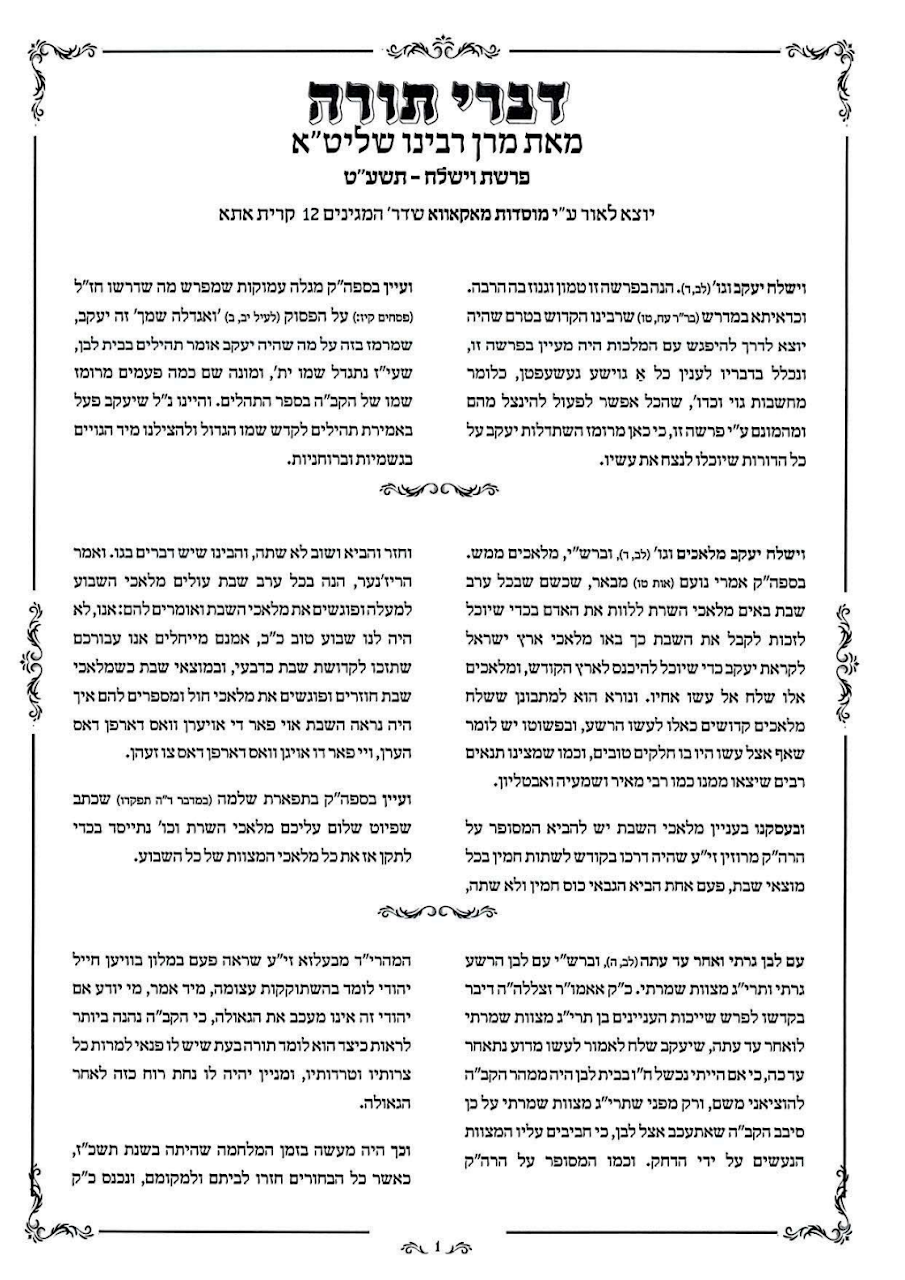 דברי תורה
מאת מרן רבינו שליט"א
פרשת וישלח - תשע"ט
יוצא לאור ע"י מוסדות מאקאווא שדר' המגינים 12 קרית אתא
וישלח יעקב וגו' (לב, ד). הנה בפרשה זו טמון וגנוז בה הרבה.
וכדאיתא במדרש (בר"ר עח, טו) שרבינו הקדוש בטרם שהיה
יוצא לדרך להיפגש עם המלכות היה מעיין בפרשה זו,
ונכלל בדבריו לענין כל אַ גוישע געשעפטן, כלומר
מחשבות גוי וכדו', שהכל אפשר לפעול להינצל מהם
ומהמונם ע"י פרשה זו, כי כאן מרומז השתדלות יעקב על
כל הדורות שיוכלו לנצח את עשיו.
ועיין בספה"ק מגלה עמוקות שמפרש מה שדרשו חז"ל
(פסחים קיז:) על הפסוק (לעיל יב, ב) 'ואגדלה שמך' זה יעקב,
שמרמז בזה על מה שהיה יעקב אומר תהילים בבית לבן,
שעי"ז נתגדל שמו ית', ומונה שם כמה פעמים מרומז
שמו של הקב"ה בספר התהלים. והיינו נ"ל שיעקב פעל
באמירת תהילים לקדש שמו הגדול ולהצילנו מיד הגויים
בגשמיות וברוחניות.
וישלח יעקב מלאכים וגו' (לב, ד), וברש"י, מלאכים ממש.
בספה"ק אמרי נועם (אות טו) מבאר, שכשם שבכל ערב
שבת באים מלאכי השרת ללוות את האדם בכדי שיוכל
לזכות לקבל את השבת כך באו מלאכי ארץ ישראל
לקראת יעקב כדי שיוכל להיכנס לארץ הקודש, ומלאכים
אלו שלח אל עשו אחיו. ונורא הוא למתבונן ששלח
מלאכים קדושים כאלו לעשו הרשע, ובפשוטו יש לומר
שאף אצל עשו היו בו חלקים טובים, וכמו שמצינו תנאים
רבים שיצאו ממנו כמו רבי מאיר ושמעיה ואבטליון.
ובעסקנו בעניין מלאכי השבת יש להביא המסופר על
הרה"ק מרוזין זי"ע שהיה דרכו בקודש לשתות חמין בכל
מוצאי שבת, פעם אחת הביא הגבאי כוס חמין ולא שתה,
וחזר והביא ושוב לא שתה, והבינו שיש דברים בגו. ואמר
הריז'נער, הנה בכל ערב שבת עולים מלאכי השבוע
למעלה ופוגשים את מלאכי השבת ואומרים להם: אנו, לא
היה לנו שבוע טוב כ"כ, אמנם מייחלים אנו עבורכם
שתזכו לקדושת שבת כדבעי, ובמוצאי שבת כשמלאכי
שבת חוזרים ופוגשים את מלאכי חול ומספרים להם איך
היה נראה השבת אוי פאר די אויערן וואס דארפן דאס
הערן, ויי פאר דו אויגן וואס דארפן דאס צו זעהן.
ועיין בספה"ק בתפארת שלמה (במדבר ד"ה תפקדו) שכתב
שפיוט שלום עליכם מלאכי השרת וכו' נתייסד בכדי
לתקן אז את כל מלאכי המצוות של כל השבוע.
עם לבן גרתי ואחר עד עתה (לב, ה), וברש"י עם לבן הרשע
גרתי ותרי"ג מצוות שמרתי. כ"ק אאמו"ר זצללה"ה דיבר
בקדשו לפרש שייכות העניינים בן תרי"ג מצוות שמרתי
לואחר עד עתה, שיעקב שלח לאמור לעשו מדוע נתאחר
עד כה, כי אם הייתי נכשל ח"ו בבית לבן היה ממהר הקב"ה
להוציאני משם, ורק מפני שתרי"ג מצוות שמרתי על כן
סיבב הקב"ה שאתעכב אצל לבן, כי חביבים עליו המצוות
הנעשים על ידי הדחק. וכמו המסופר על הרה"ק
המהרי"ד מבעלזא זי"ע שראה פעם במלון בוויען חייל
יהודי לומד בהשתוקקות עצומה, מיד אמר, מי יודע אם
יהודי זה אינו מעכב את הגאולה, כי הקב"ה נהנה ביותר
לראות כיצד הוא לומד תורה בעת שיש לו פנאי למרות כל
צרותיו וטרדותיו, ומניין יהיה לו נחת רוח כזה לאחר
הגאולה.
וכך היה מעשה בזמן המלחמה שהיתה בשנת תשכ"ז,
כאשר כל הבחורים חזרו לביתם ולמקומם, ונכנס כ"ק
1